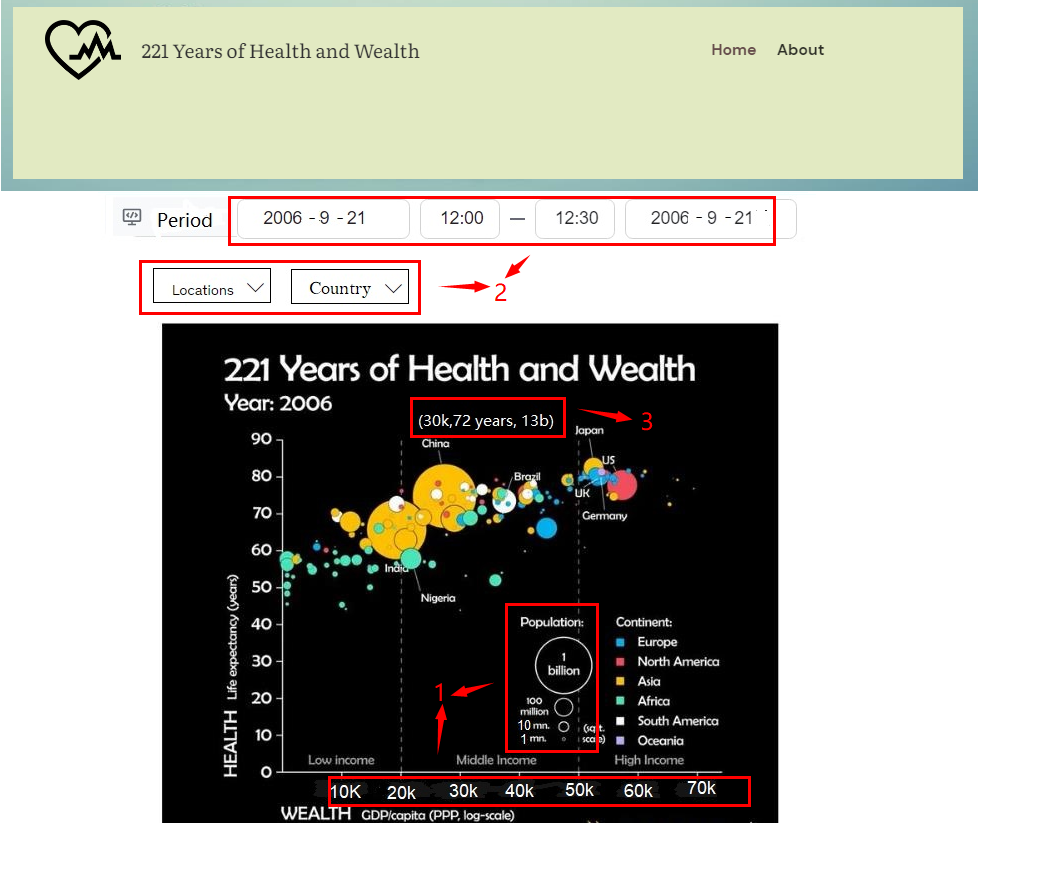 221 Years of Health and Wealth
Home About
Period 2006 - 9 - 21 12:00 — 12:30 2006 - 9 - 21
Locations Country
2
221 Years of Health and Wealth
Year: 2006
(30k,72 years, 13b)
3
Japan
China
US
Brazil
UK
Germany
India
Nigeria
90
80
70
60
50
40
30
20
10
0
HEALTH Life expectancy (years)
1
Population:
1
billion
100
million
10 mn.
1 mn.
(sqrt.
scale)
Continent:
Europe
North America
Asia
Africa
South America
Oceania
Low income Middle Income High Income
10K 20k 30k 40k 50k 60k 70k
WEALTH GDP/capita (PPP, log-scale)